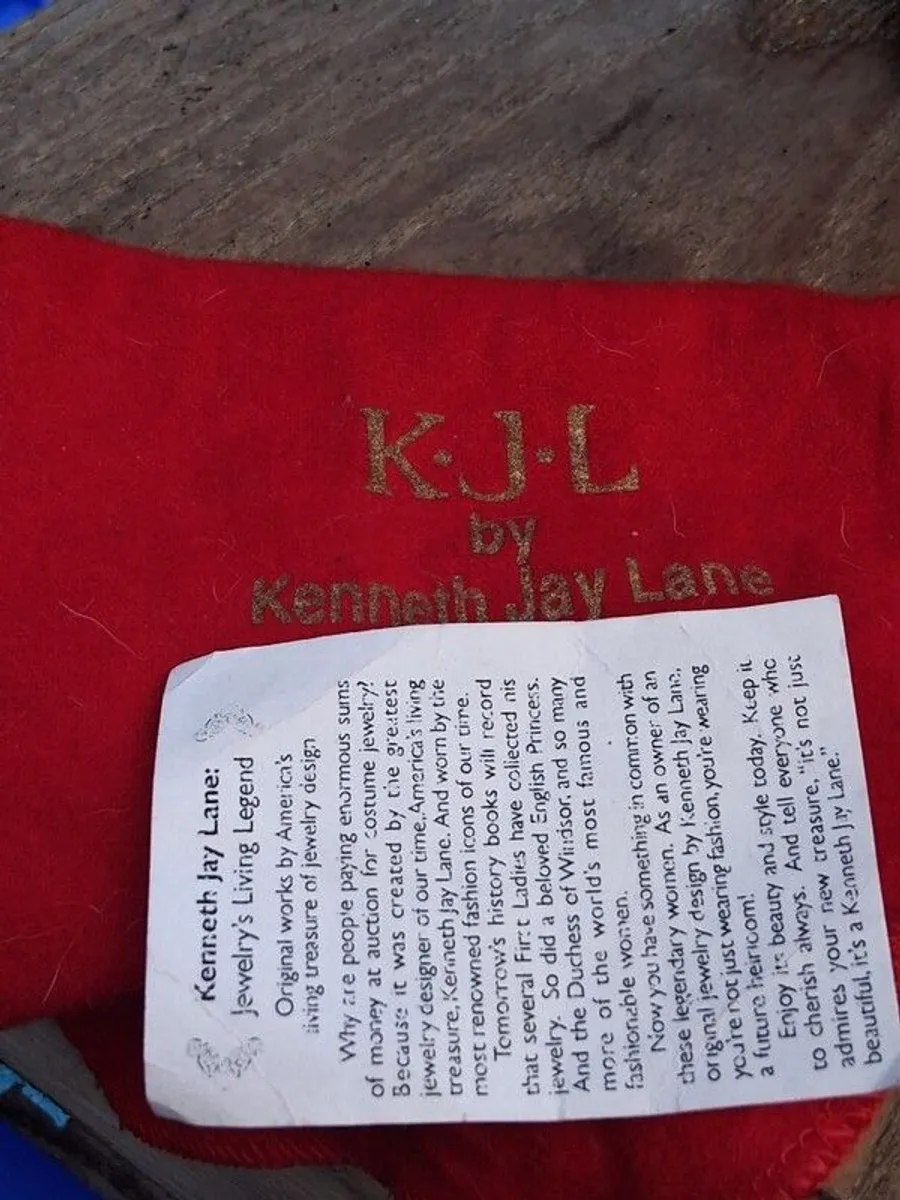 K·J·L
by
Kenneth Jay Lane
Kenneth Jay Lane:
Jewelry's Living Legend
Original works by America's
living treasure of jewelry design
Why are people paying enormous sums
of money at auction for costume jewelry?
Because it was created by the greatest
jewelry designer of our time, America's living
treasure, Kenneth Jay Lane. And worn by the
most renowned fashion icons of our time.
Tomorrow's history books will record
that several First Ladies have collected his
jewelry. So did a beloved English Princess.
And the Duchess of Windsor, and so many
more of the world's most famous and
fashionable women.
Now you have something in common with
these legendary women. As an owner of an
original jewelry design by Kenneth Jay Lane,
you're not just wearing fashion, you're wearing
a future heirloom!
Enjoy its beauty and style today. Keep it
to cherish always. And tell everyone who
admires your new treasure, "it's not just
beautiful, it's a Kenneth Jay Lane."